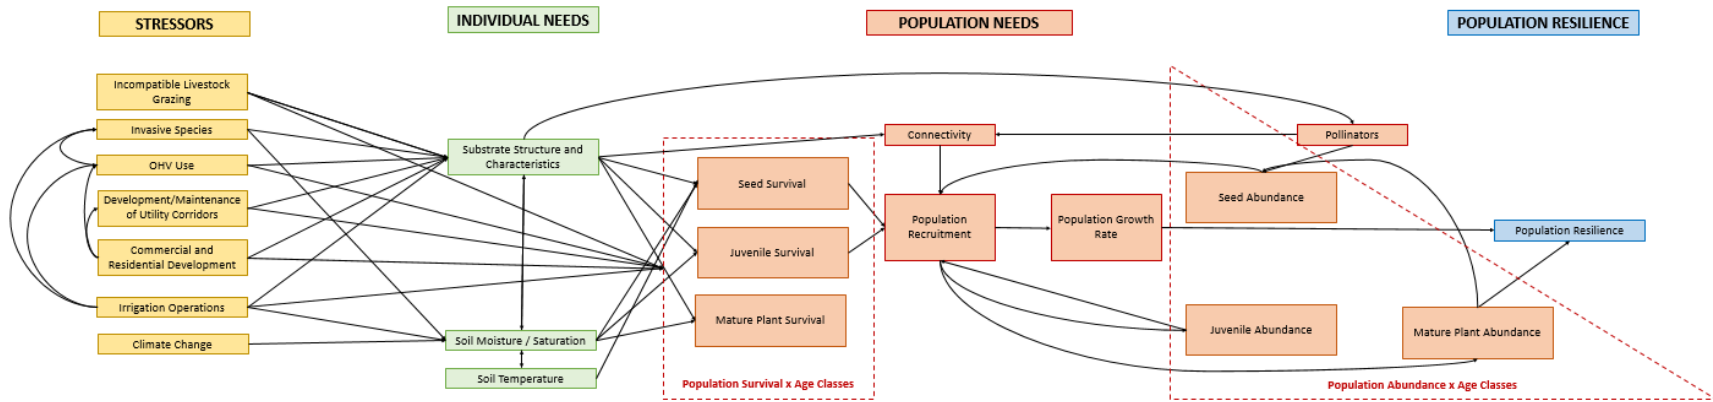 STRESSORS
INDIVIDUAL NEEDS
POPULATION NEEDS
POPULATION RESILIENCE
Incompatible Livestock
Grazing
Invasive Species
OHV Use
Development/Maintenance
of Utility Corridors
Commercial and
Residential Development
Irrigation Operations
Climate Change
Substrate Structure and
Characteristics
Soil Moisture / Saturation
Soil Temperature
Seed Survival
Juvenile Survival
Mature Plant Survival
Population Survival x Age Classes
Connectivity
Population
Recruitment
Population Growth
Rate
Pollinators
Seed Abundance
Juvenile Abundance
Mature Plant Abundance
Population Abundance x Age Classes
Population Resilience